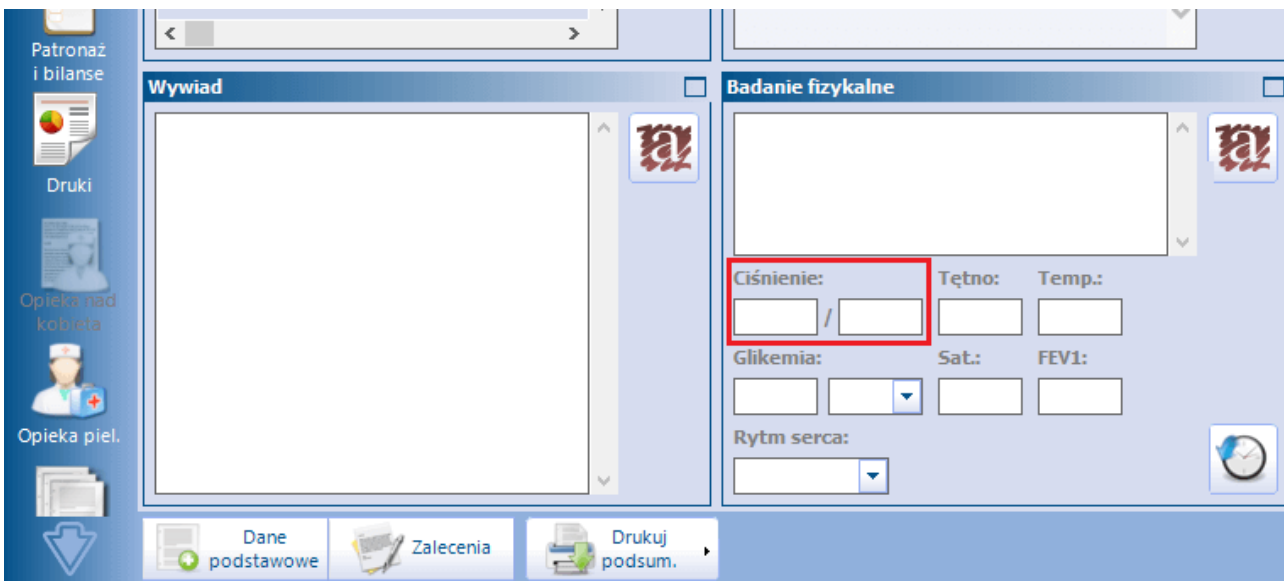 Patronaż
i bilanse
Druki
Opieka nad
kobietą
Opieka piel.
Wywiad
a
Badanie fizykalne
a
Ciśnienie:
Tętno:
Temp.:
/
Glikemia:
Sat.:
FEV1:
Rytm serca:
Dane
podstawowe
Zalecenia
Drukuj
podsum.